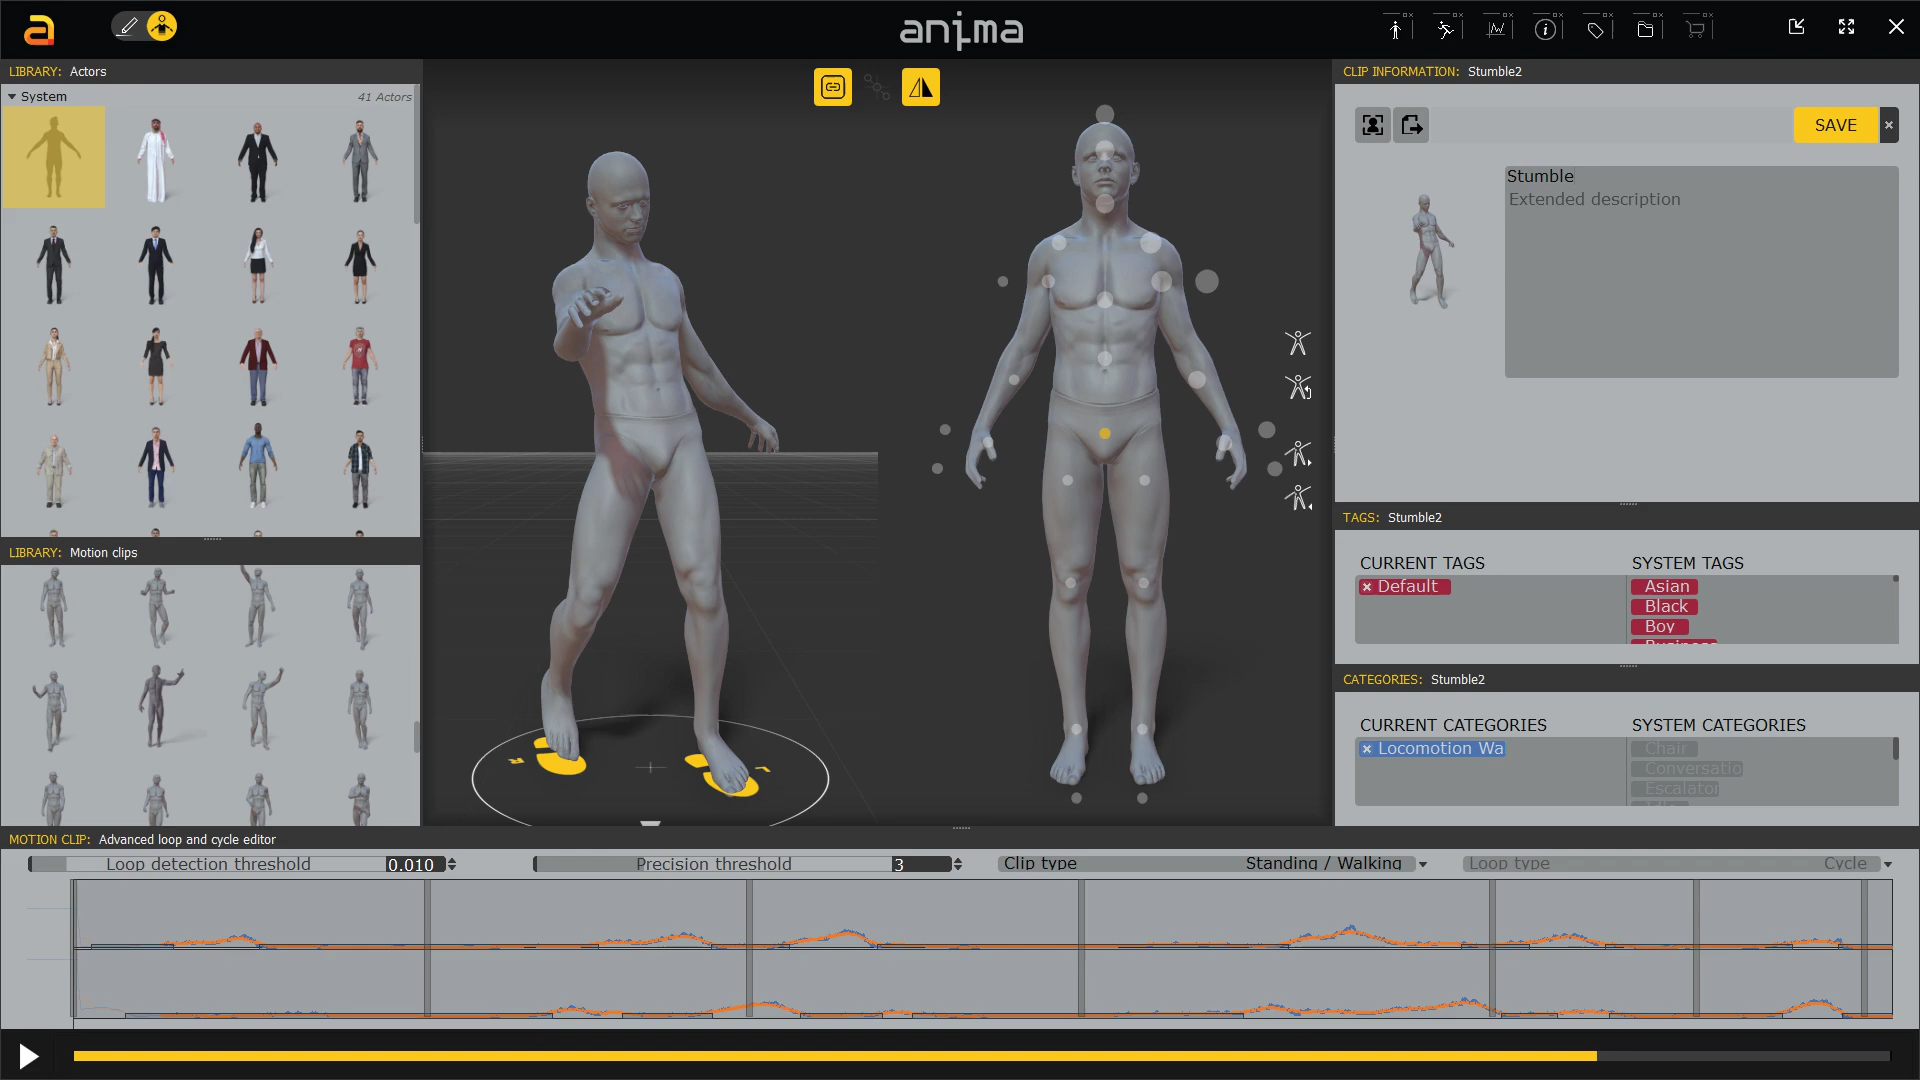 anima
LIBRARY: Actors
System
41 Actors
LIBRARY: Motion clips
R
L
CLIP INFORMATION: Stumble2
SAVE
Stumble
Extended description
TAGS: Stumble2
CURRENT TAGS
Default
SYSTEM TAGS
Asian
Black
Boy
CATEGORIES: Stumble2
CURRENT CATEGORIES
Locomotion Wa
SYSTEM CATEGORIES
Chair
Conversatio
Escalator
MOTION CLIP: Advanced loop and cycle editor
Loop detection threshold 0.010
Precision threshold 3
Clip type Standing / Walking
Loop type Cycle